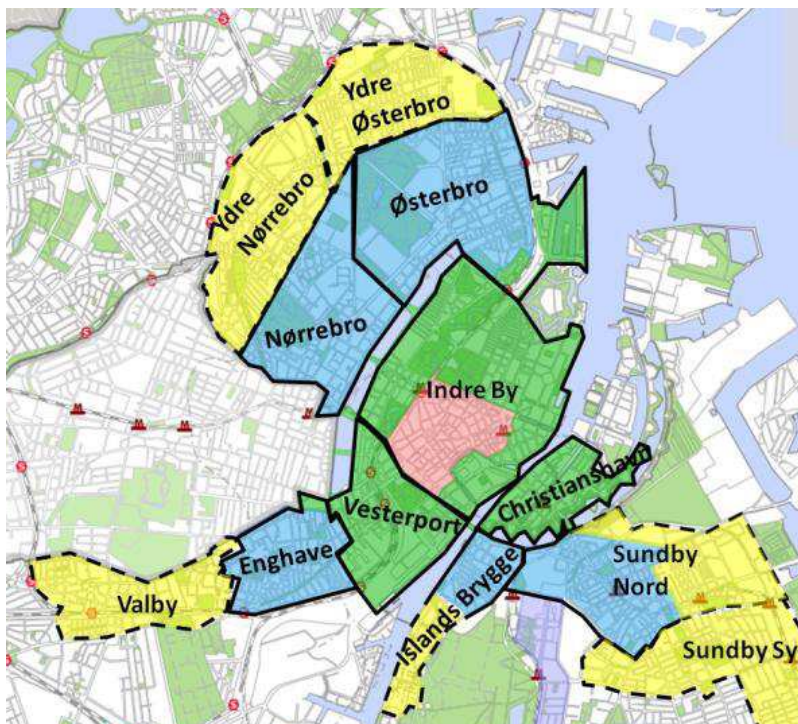 Ydre
Østerbro
Ydre
Nørrebro
Østerbro
Nørrebro
Indre By
Christianshavn
Vesterport
Enghave
Valby
Islands Brygge
Sundby
Nord
Sundby Sy